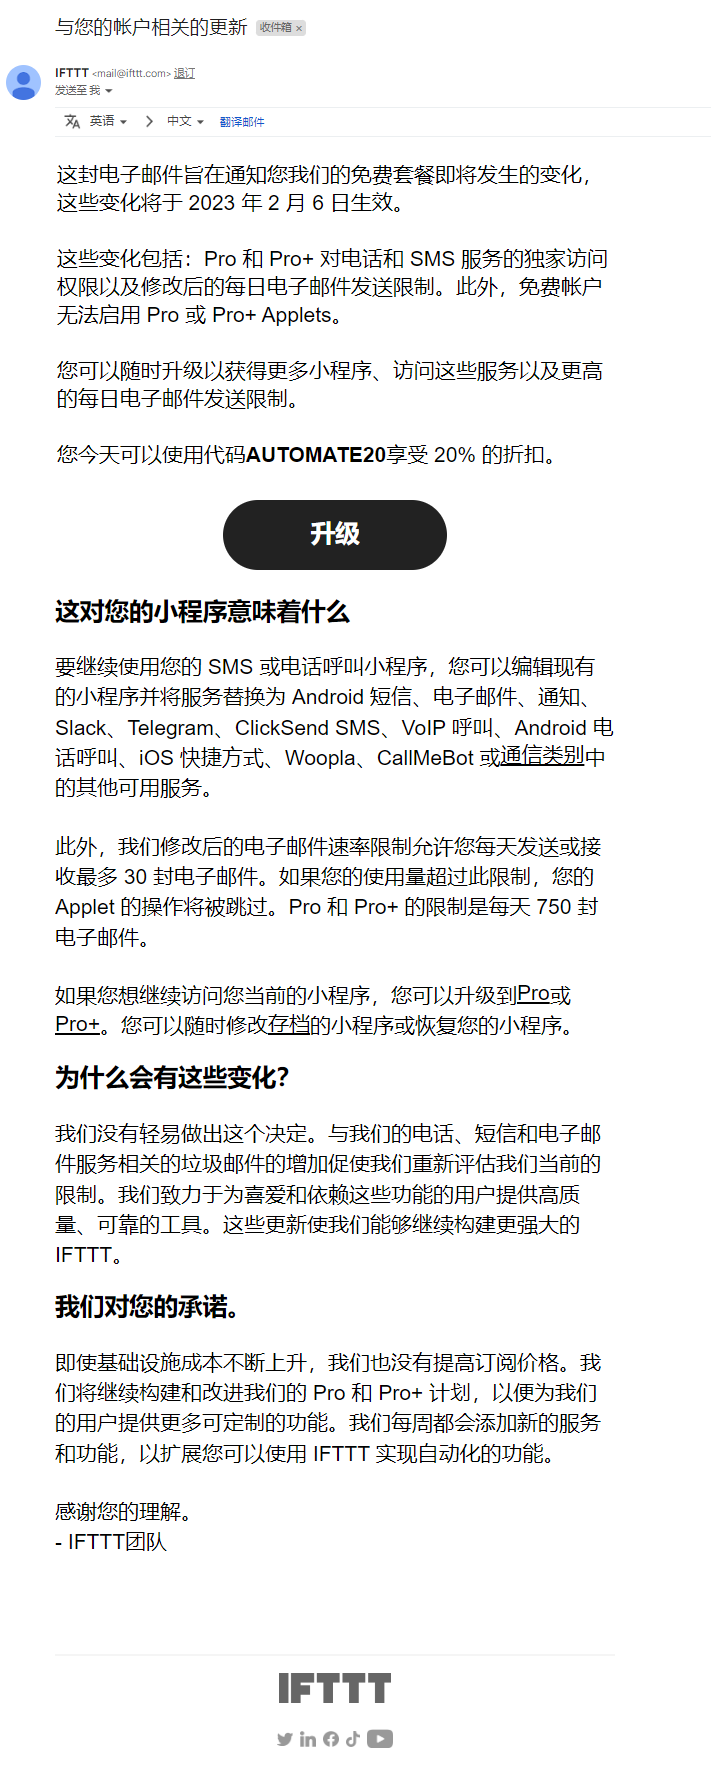 与您的帐户相关的更新 收件箱 ×
IFTTT <mail@ifttt.com> 退订
发送至 我
英语 中文 翻译邮件
这封电子邮件旨在通知您我们的免费套餐即将发生的变化，
这些变化将于 2023 年 2 月 6 日生效。
这些变化包括：Pro 和 Pro+ 对电话和 SMS 服务的独家访问
权限以及修改后的每日电子邮件发送限制。此外，免费帐户
无法启用 Pro 或 Pro+ Applets。
您可以随时升级以获得更多小程序、访问这些服务以及更高
的每日电子邮件发送限制。
您今天可以使用代码AUTOMATE20享受 20% 的折扣。
升级
这对您的小程序意味着什么
要继续使用您的 SMS 或电话呼叫小程序，您可以编辑现有
的小程序并将服务替换为 Android 短信、电子邮件、通知、
Slack、Telegram、ClickSend SMS、VoIP 呼叫、Android 电
话呼叫、iOS 快捷方式、Woopla、CallMeBot 或通信类别中
的其他可用服务。
此外，我们修改后的电子邮件速率限制允许您每天发送或接
收最多 30 封电子邮件。如果您的使用量超过此限制，您的
Applet 的操作将被跳过。Pro 和 Pro+ 的限制是每天 750 封
电子邮件。
如果您想继续访问您当前的小程序，您可以升级到Pro或
Pro+。您可以随时修改存档的小程序或恢复您的小程序。
为什么会有这些变化？
我们没有轻易做出这个决定。与我们的电话、短信和电子邮
件服务相关的垃圾邮件的增加促使我们重新评估我们当前的
限制。我们致力于为喜爱和依赖这些功能的用户提供高质
量、可靠的工具。这些更新使我们能够继续构建更强大的
IFTTT。
我们对您的承诺。
即使基础设施成本不断上升，我们也没有提高订阅价格。我
们将继续构建和改进我们的 Pro 和 Pro+ 计划，以便为我们
的用户提供更多可定制的功能。我们每周都会添加新的服务
和功能，以扩展您可以使用 IFTTT 实现自动化的功能。
感谢您的理解。
- IFTTT团队
IFTTT